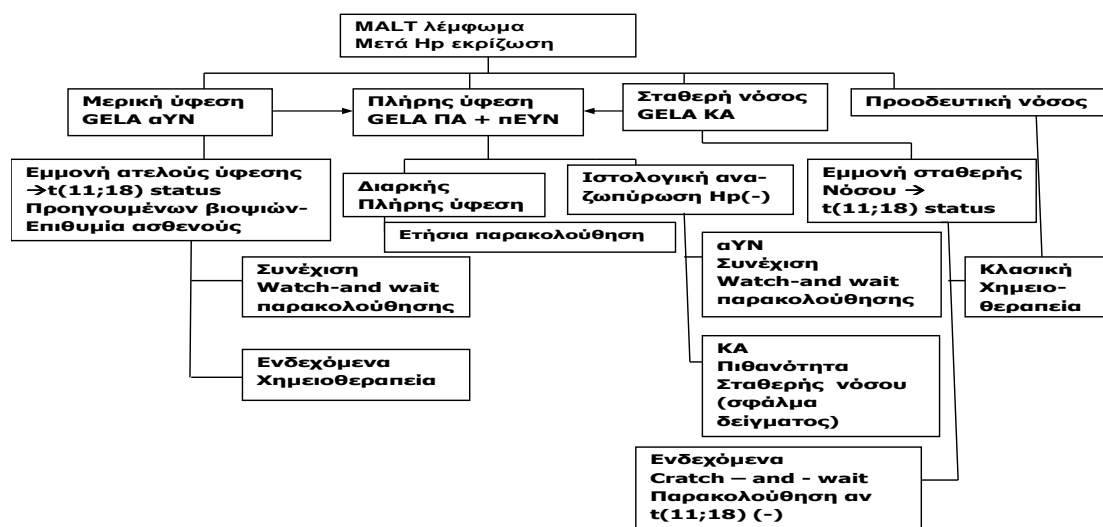 MALT λέμφωμα
Μετά Hp εκρίζωση
Μερική ύφεση
GELA αΥΝ
Πλήρης ύφεση
GELA ΠΑ + πΕΥΝ
Σταθερή νόσος
GELA ΚΑ
Προοδευτική νόσος
Εμμονή ατελούς ύφεσης
→t(11;18) status
Προηγουμένων βιοψιών-
Επιθυμία ασθενούς
Διαρκής
Πλήρης ύφεση
Ετήσια παρακολούθηση
Ιστολογική ανα-
ζωπύρωση Hp(-)
Εμμονή σταθερής
Νόσου →
t(11;18) status
Συνέχιση
Watch-and wait
παρακολούθησης
Ενδεχόμενα
Χημειοθεραπεία
αΥΝ
Συνέχιση
Watch-and wait
παρακολούθησης
Κλασική
Χημειο-
θεραπεία
ΚΑ
Πιθανότητα
Σταθερής νόσου
(σφάλμα
δείγματος)
Ενδεχόμενα
Cratch – and - wait
Παρακολούθηση αν
t(11;18) (-)